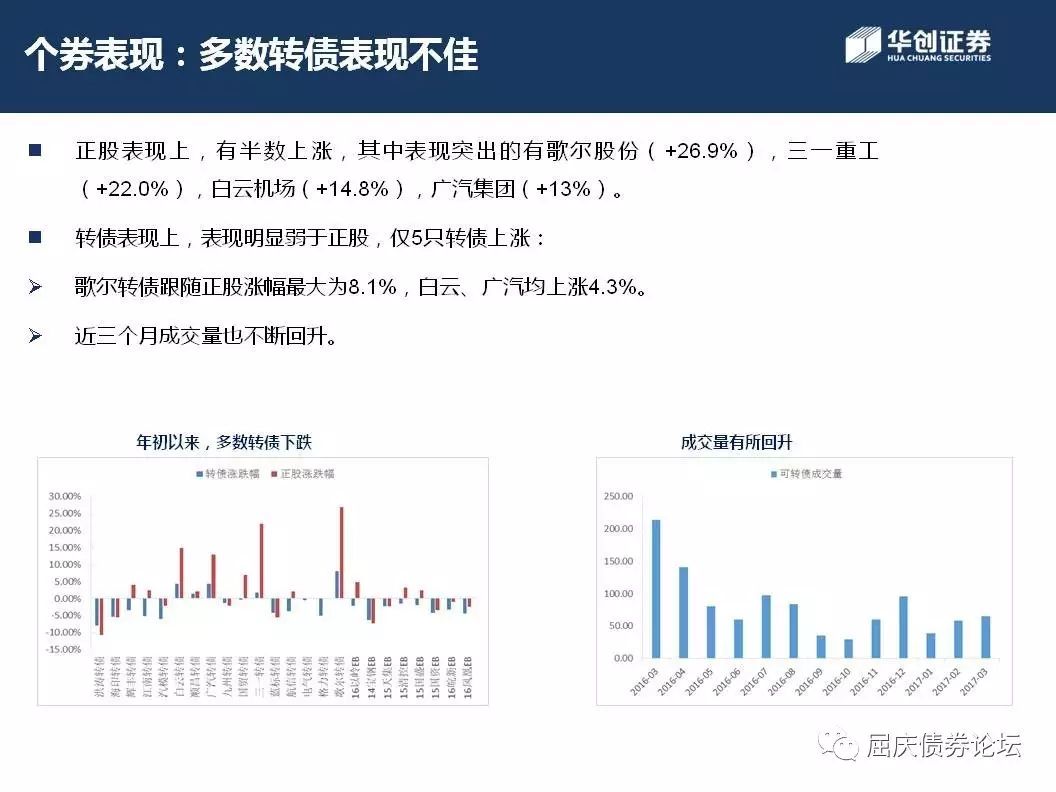 个券表现：多数转债表现不佳
华创证券
HUA CHUANG SECURITIES
正股表现上，有半数上涨，其中表现突出的有歌尔股份（+26.9%），三一重工
（+22.0%），白云机场（+14.8%），广汽集团（+13%）。
转债表现上，表现明显弱于正股，仅5只转债上涨：
歌尔转债跟随正股涨幅最大为8.1%，白云、广汽均上涨4.3%。
近三个月成交量也不断回升。
年初以来，多数转债下跌
转债涨跌幅 正股涨跌幅
30.00%
25.00%
20.00%
15.00%
10.00%
5.00%
0.00%
-5.00%
-10.00%
-15.00%
洪涛转债
海印转债
辉丰转债
江南转债
汽模转债
白云转债
顺昌转债
广汽转债
九州转债
国贸转债
三一转债
蓝标转债
航信转债
电气转债
格力转债
歌尔转债
16以岭EB
14宝钢EB
15天集EB
15清控EB
15国盛EB
15国资EB
16皖新EB
16凤凰EB
成交量有所回升
可转债成交量
250.00
200.00
150.00
100.00
50.00
0.00
2016-03
2016-04
2016-05
2016-06
2016-07
2016-08
2016-09
2016-10
2016-11
2016-12
2017-01
2017-02
2017-03
屈庆债券论坛